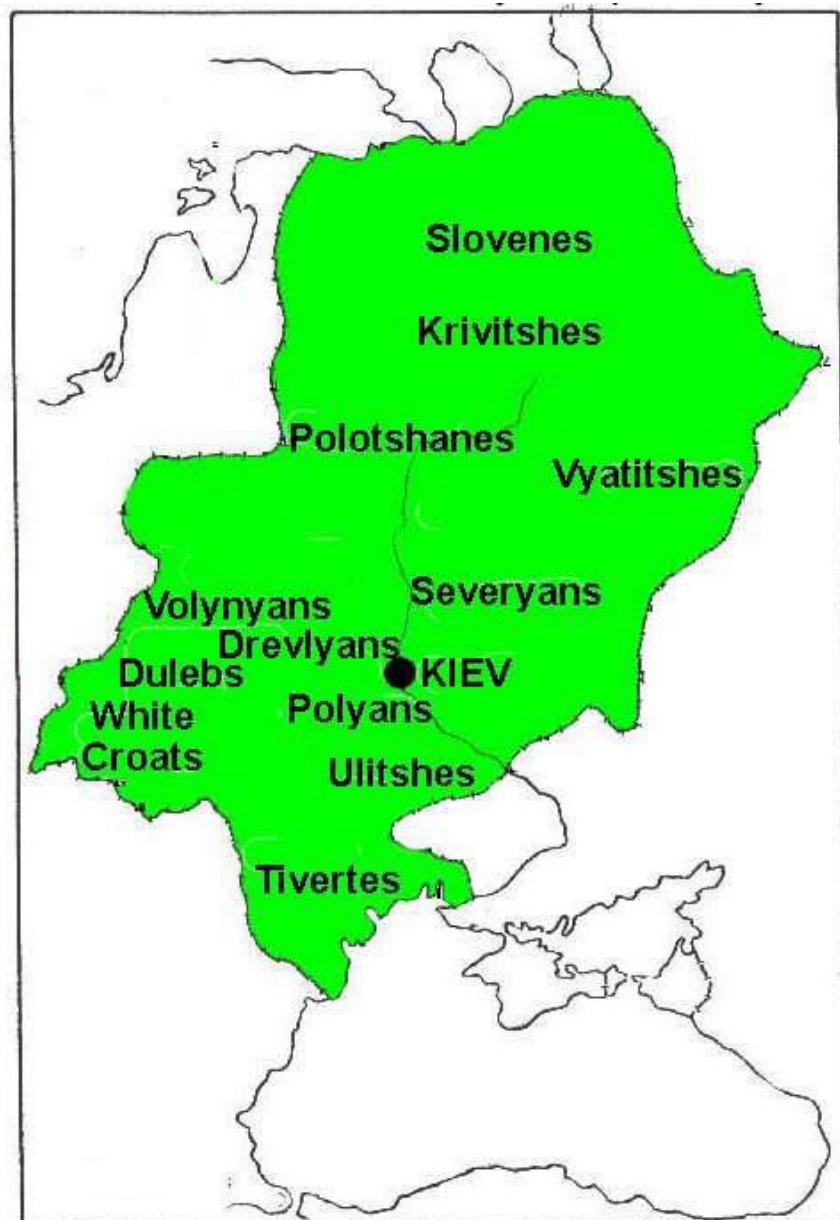 Slovenes
Krivitshes
Polotshanes
Vyatitshes
Severyans
Volynyans
Drevlyans
Dulebs
KIEV
White
Croats
Polyans
Ulitshes
Tivertes